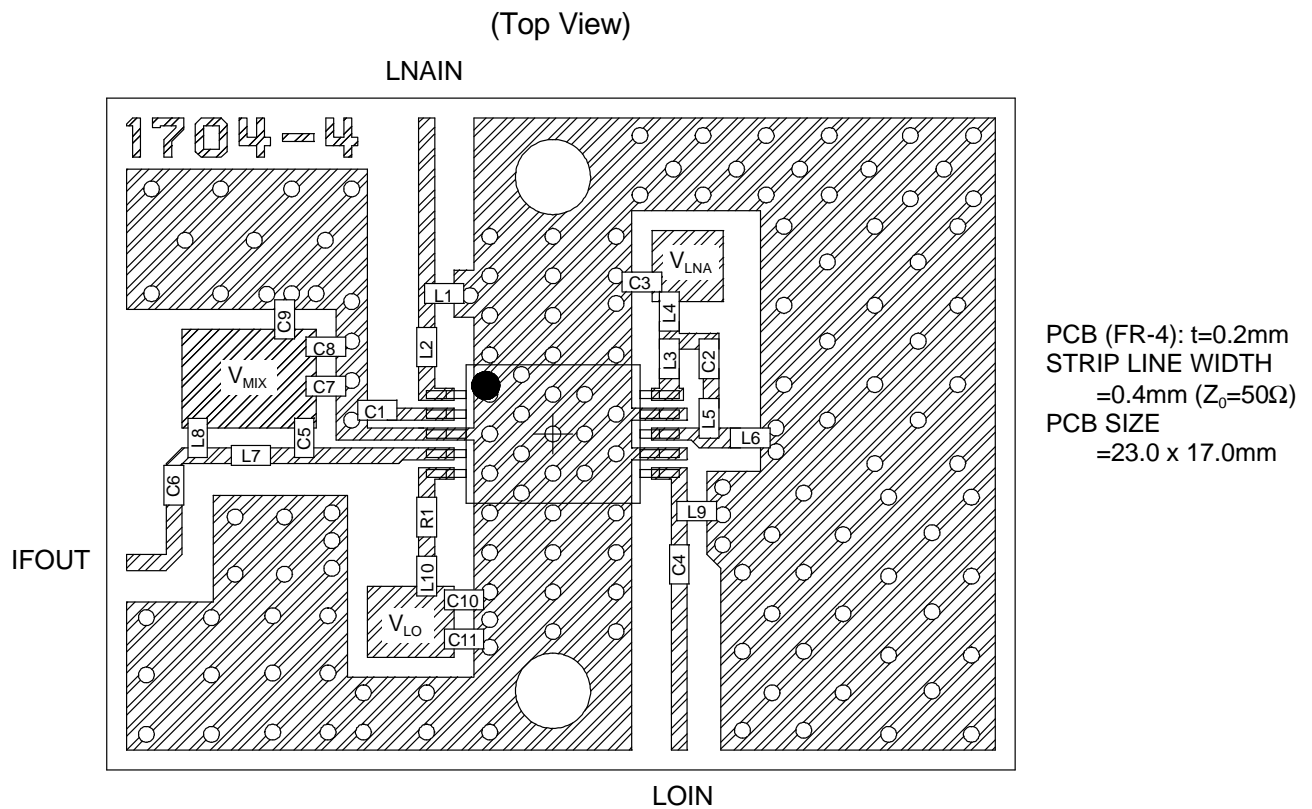 (Top View)
LNAIN
1704-4
C3
V_LNA
L1
L4
C9
L2
C8
L3
C2
V_MIX
C7
C1
L5
L8
C5
L6
L7
C6
R1
L9
L10
C4
C10
V_LO
C11
IFOUT
LOIN
PCB (FR-4): t=0.2mm
STRIP LINE WIDTH
=0.4mm (Z₀=50Ω)
PCB SIZE
=23.0 x 17.0mm